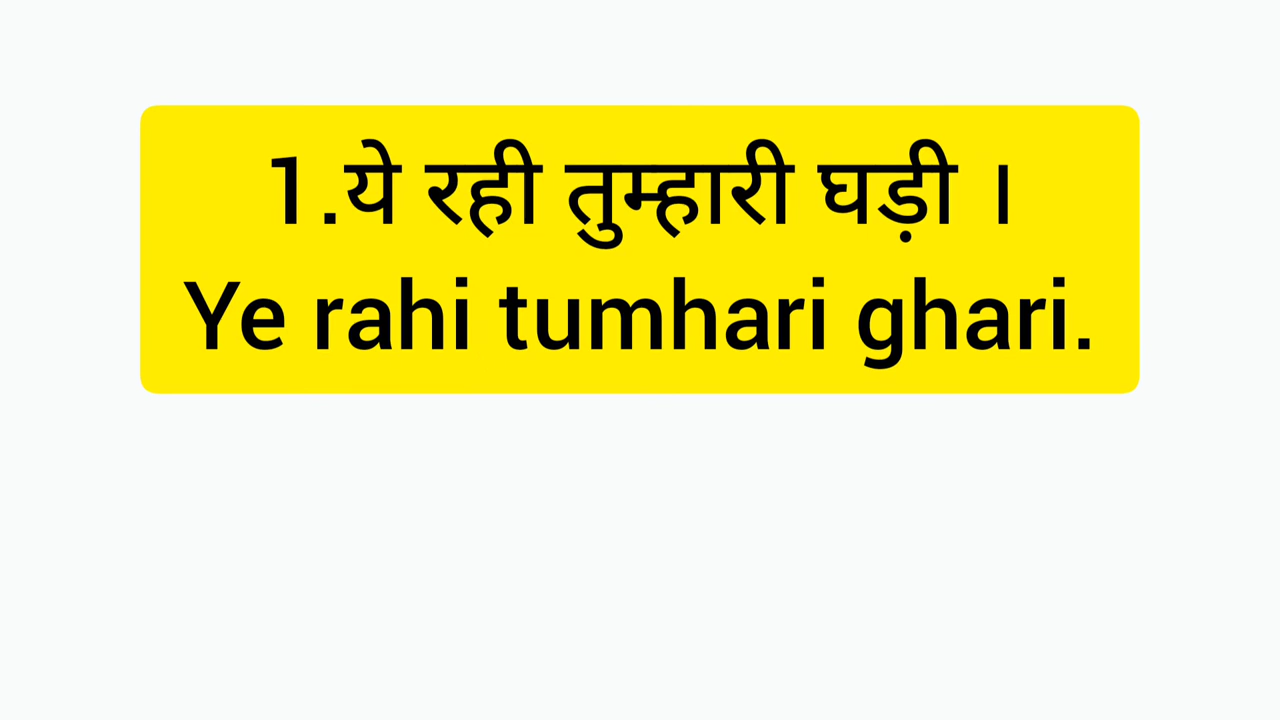 1.ये रही तुम्हारी घड़ी ।
Ye rahi tumhari ghari.